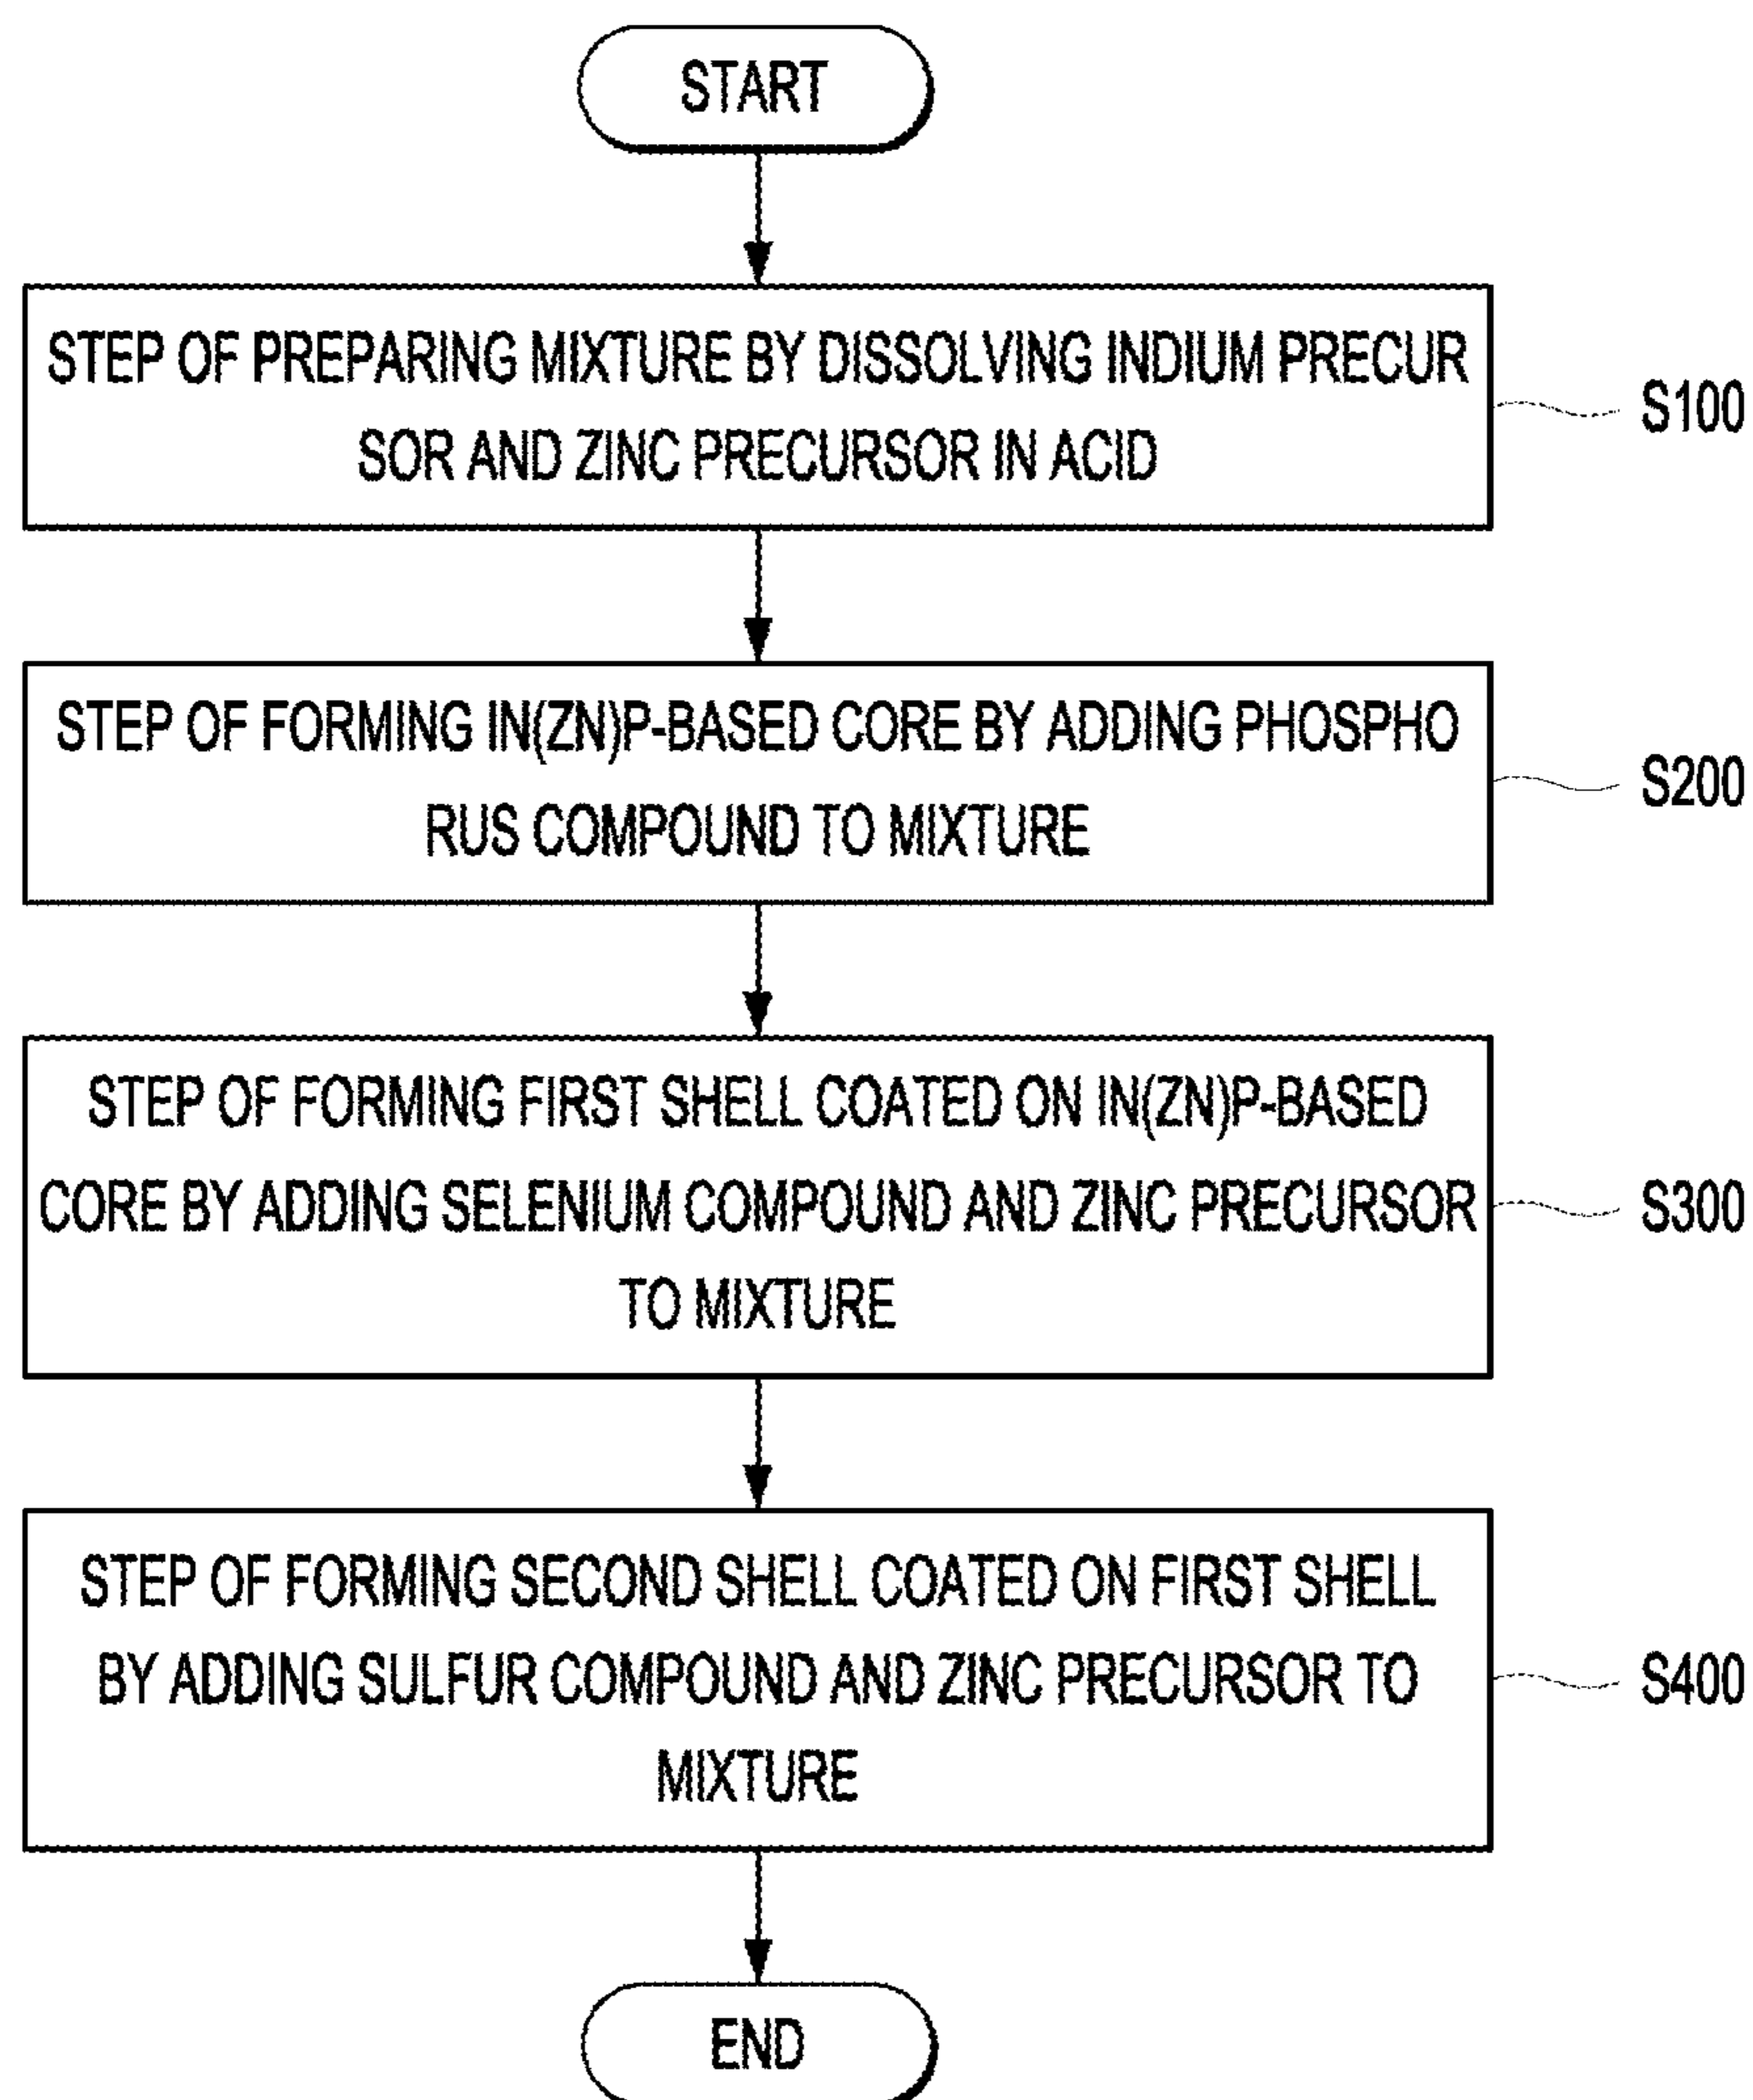 START
STEP OF PREPARING MIXTURE BY DISSOLVING INDIUM PRECUR
SOR AND ZINC PRECURSOR IN ACID
S100
STEP OF FORMING IN(ZN)P-BASED CORE BY ADDING PHOSPHO
RUS COMPOUND TO MIXTURE
S200
STEP OF FORMING FIRST SHELL COATED ON IN(ZN)P-BASED
CORE BY ADDING SELENIUM COMPOUND AND ZINC PRECURSOR
TO MIXTURE
S300
STEP OF FORMING SECOND SHELL COATED ON FIRST SHELL
BY ADDING SULFUR COMPOUND AND ZINC PRECURSOR TO
MIXTURE
S400
END